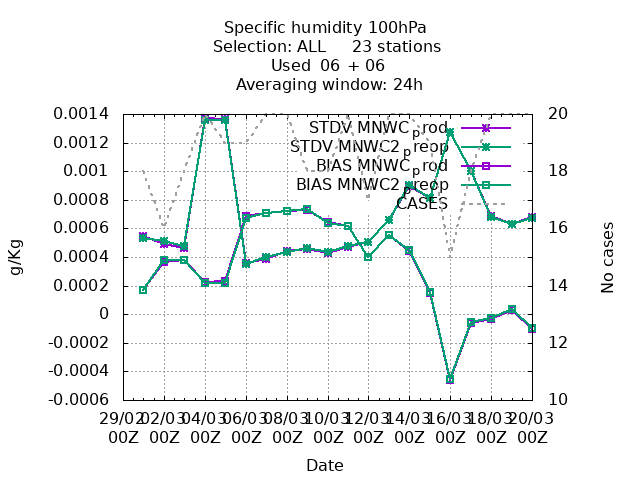 Specific humidity 100hPa
Selection: ALL 23 stations
Used 06 + 06
Averaging window: 24h
STDV MNWC_prod
STDV MNWC2_preop
BIAS MNWC_prod
BIAS MNWC2_preop
CASES
g/Kg
0.0014
0.0012
0.001
0.0008
0.0006
0.0004
0.0002
0
-0.0002
-0.0004
-0.0006
20
18
16
14
12
10
No cases
29/02 02/03 04/03 06/03 08/03 10/03 12/03 14/03 16/03 18/03 20/03
00Z 00Z 00Z 00Z 00Z 00Z 00Z 00Z 00Z 00Z 00Z
Date